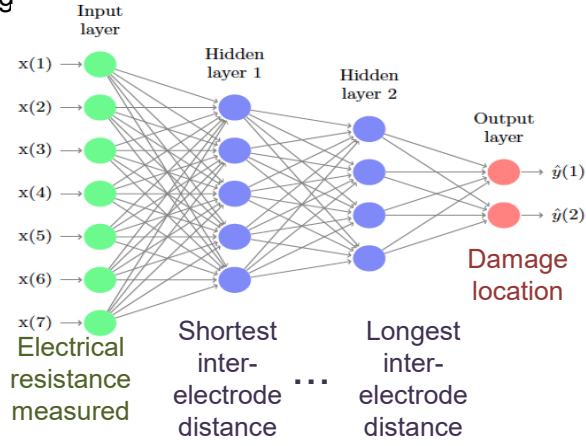 g
Input
layer
Hidden
layer 1
Hidden
layer 2
Output
layer
x(1)
x(2)
x(3)
x(4)
x(5)
x(6)
x(7)
ŷ(1)
ŷ(2)
Damage
location
Electrical
resistance
measured
Shortest
inter-
electrode
distance
...
Longest
inter-
electrode
distance